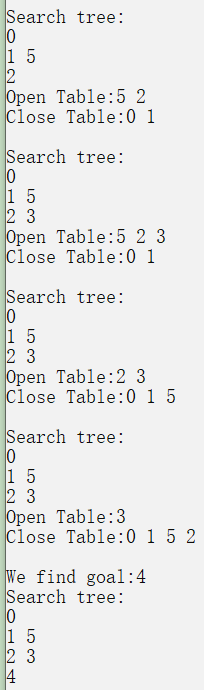 Search tree:
0
1 5
2
Open Table:5 2
Close Table:0 1
Search tree:
0
1 5
2 3
Open Table:5 2 3
Close Table:0 1
Search tree:
0
1 5
2 3
Open Table:2 3
Close Table:0 1 5
Search tree:
0
1 5
2 3
Open Table:3
Close Table:0 1 5 2
We find goal:4
Search tree:
0
1 5
2 3
4